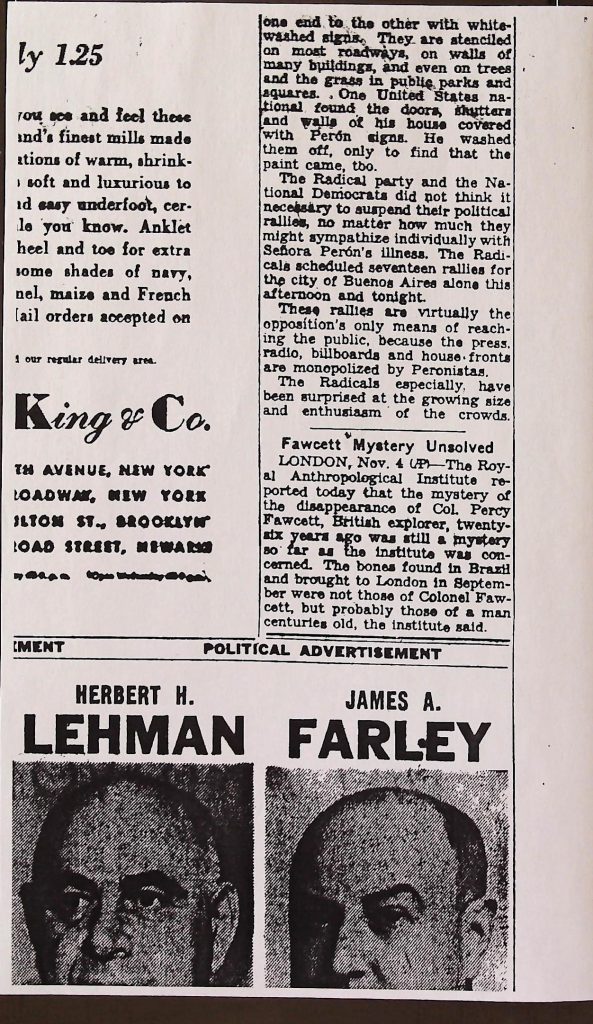 ly 1.25
you see and feel these
and's finest mills made
ations of warm, shrink-
soft and luxurious to
nd easy underfoot, cer-
le you know. Anklet
heel and toe for extra
some shades of navy,
nel, maize and French
ail orders accepted on
our regular delivery area.
King & Co.
TH AVENUE, NEW YORK
ROADWAY, NEW YORK
ULTON ST., BROOKLYN
ROAD STREET, NEWARK
one end to the other with white-
washed signs. They are stenciled
on most roadways, on walls of
many buildings, and even on trees
and the grass in public parks and
squares. One United States na-
tional found the doors, shutters
and walls of his house covered
with Perón signs. He washed
them off, only to find that the
paint came, too.
The Radical party and the Na-
tional Democrats did not think it
necessary to suspend their political
rallies, no matter how much they
might sympathize individually with
Señora Perón's illness. The Radi-
cals scheduled seventeen rallies for
the city of Buenos Aires alone this
afternoon and tonight.
These rallies are virtually the
opposition's only means of reach-
ing the public, because the press,
radio, billboards and house-fronts
are monopolized by Peronistas.
The Radicals especially, have
been surprised at the growing size
and enthusiasm of the crowds.
Fawcett Mystery Unsolved
LONDON, Nov. 4 (AP)—The Roy-
al Anthropological Institute re-
ported today that the mystery of
the disappearance of Col. Percy
Fawcett, British explorer, twenty-
six years ago was still a mystery
so far as the institute was con-
cerned. The bones found in Brazil
and brought to London in Septem-
ber were not those of Colonel Faw-
cett, but probably those of a man
centuries old, the institute said.
EMENT
POLITICAL ADVERTISEMENT
HERBERT H.
LEHMAN
JAMES A.
FARLEY